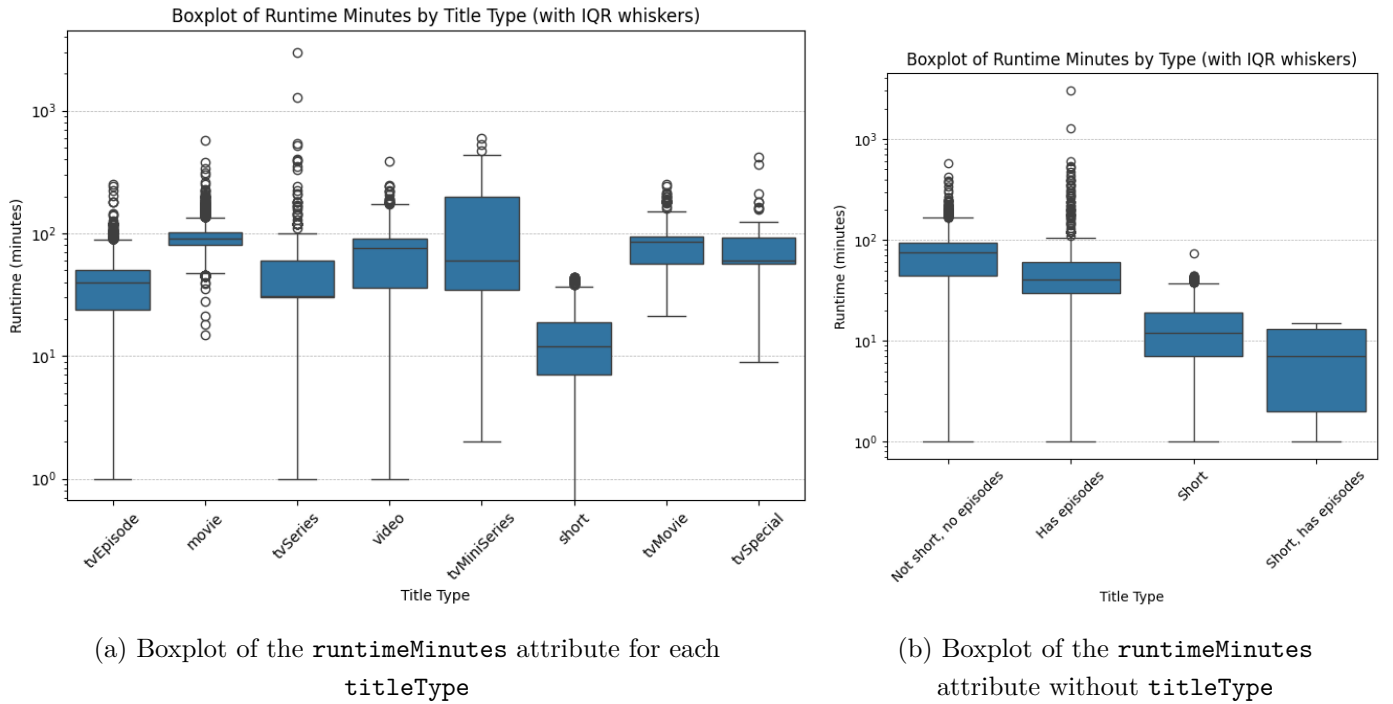 Boxplot of Runtime Minutes by Title Type (with IQR whiskers)
Runtime (minutes)
10³
10²
10¹
10⁰
tvEpisode
movie
tvSeries
video
tvMiniSeries
short
tvMovie
tvSpecial
Title Type
(a) Boxplot of the runtimeMinutes attribute for each
titleType
Boxplot of Runtime Minutes by Type (with IQR whiskers)
Runtime (minutes)
10³
10²
10¹
10⁰
Not short, no episodes
Has episodes
Short
Short, has episodes
Title Type
(b) Boxplot of the runtimeMinutes
attribute without titleType